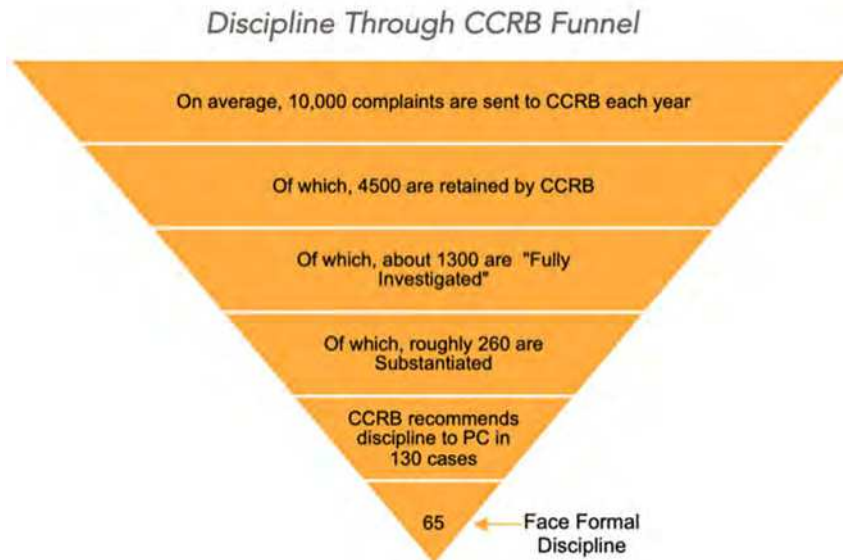 Discipline Through CCRB Funnel
On average, 10,000 complaints are sent to CCRB each year
Of which, 4500 are retained by CCRB
Of which, about 1300 are "Fully
Investigated"
Of which, roughly 260 are
Substantiated
CCRB recommends
discipline to PC in
130 cases
65
Face Formal
Discipline